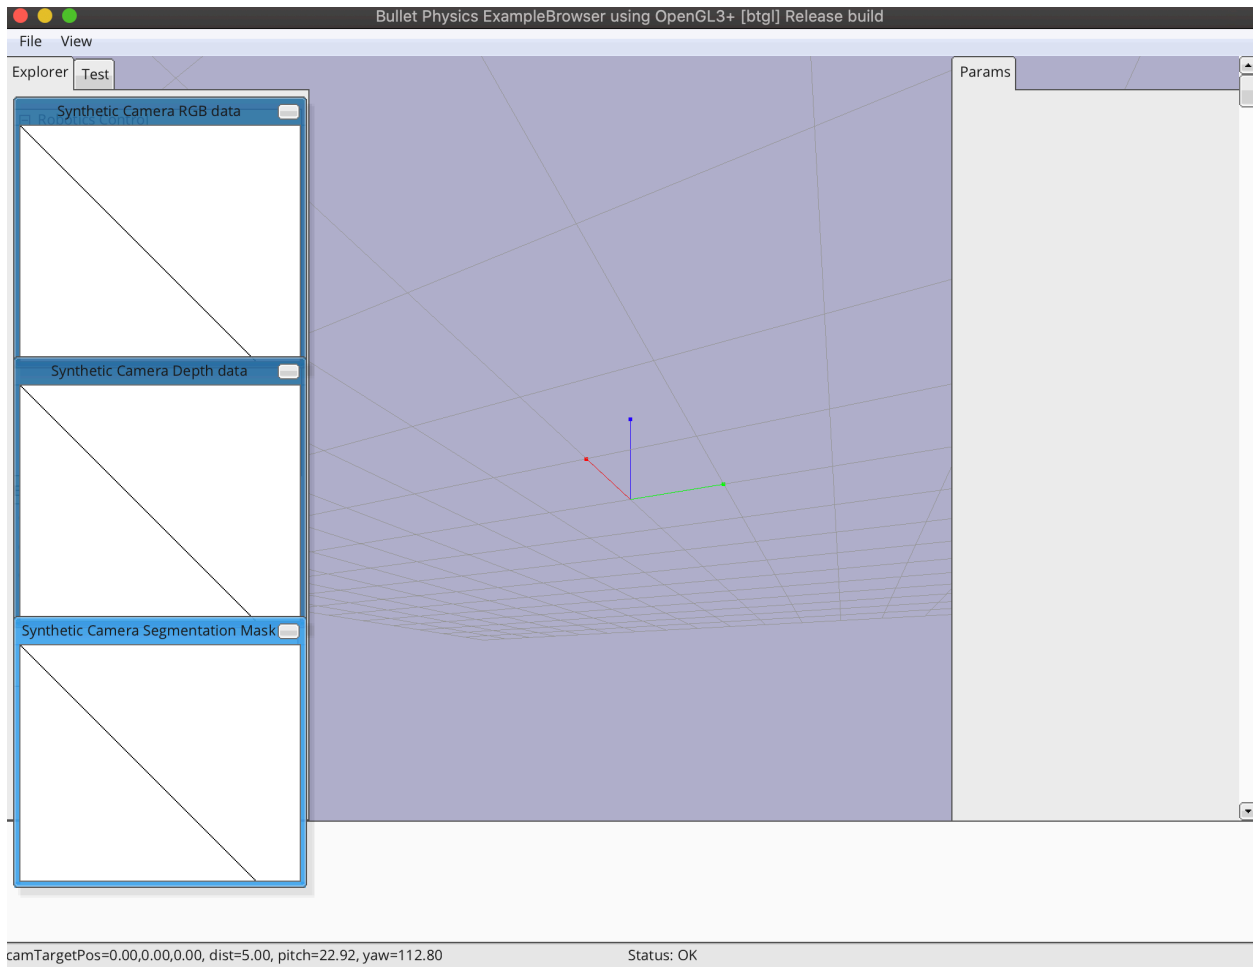 Bullet Physics ExampleBrowser using OpenGL3+ [btgl] Release build
File View
Explorer Test
Params
Synthetic Camera RGB data
Robotics Control
Synthetic Camera Depth data
Synthetic Camera Segmentation Mask
camTargetPos=0.00,0.00,0.00, dist=5.00, pitch=22.92, yaw=112.80
Status: OK